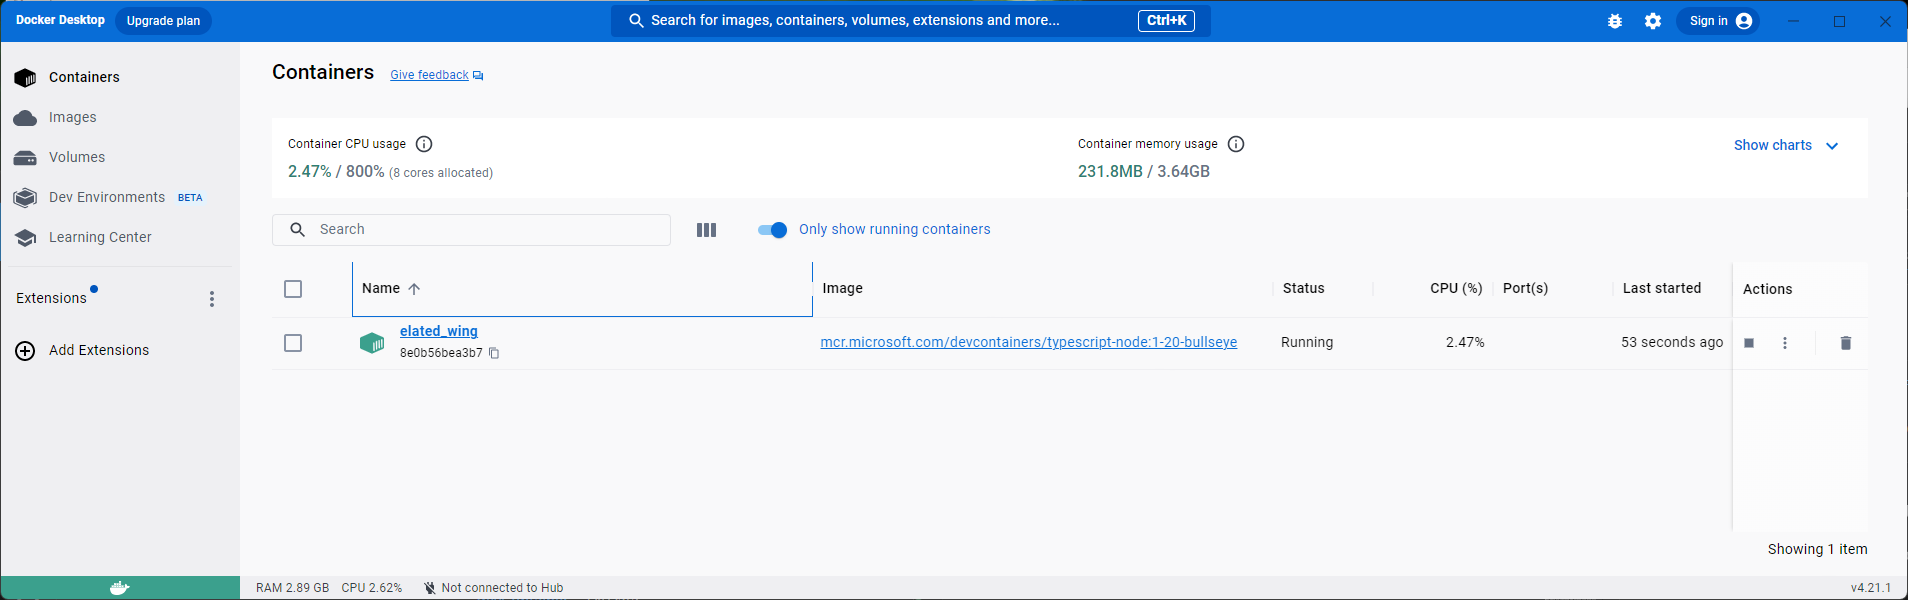 Docker Desktop Upgrade plan Search for images, containers, volumes, extensions and more... Ctrl+K Sign in
Containers
Images
Volumes
Dev Environments BETA
Learning Center
Extensions
Add Extensions
Containers Give feedback
Container CPU usage
2.47% / 800% (8 cores allocated)
Container memory usage
231.8MB / 3.64GB
Show charts
Search Only show running containers
Name Image Status CPU (%) Port(s) Last started Actions
elated_wing
8e0b56bea3b7
mcr.microsoft.com/devcontainers/typescript-node:1-20-bullseye Running 2.47% 53 seconds ago
Showing 1 item
RAM 2.89 GB CPU 2.62% Not connected to Hub v4.21.1